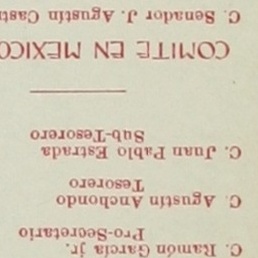 C. Ramón García jr.
Pro-Secretario
C. Agustín Anchondo
Tesorero
C. Juan Pablo Estrada
Sub-Tesorero
COMITE EN MEXICO
C. Senador J. Agustín